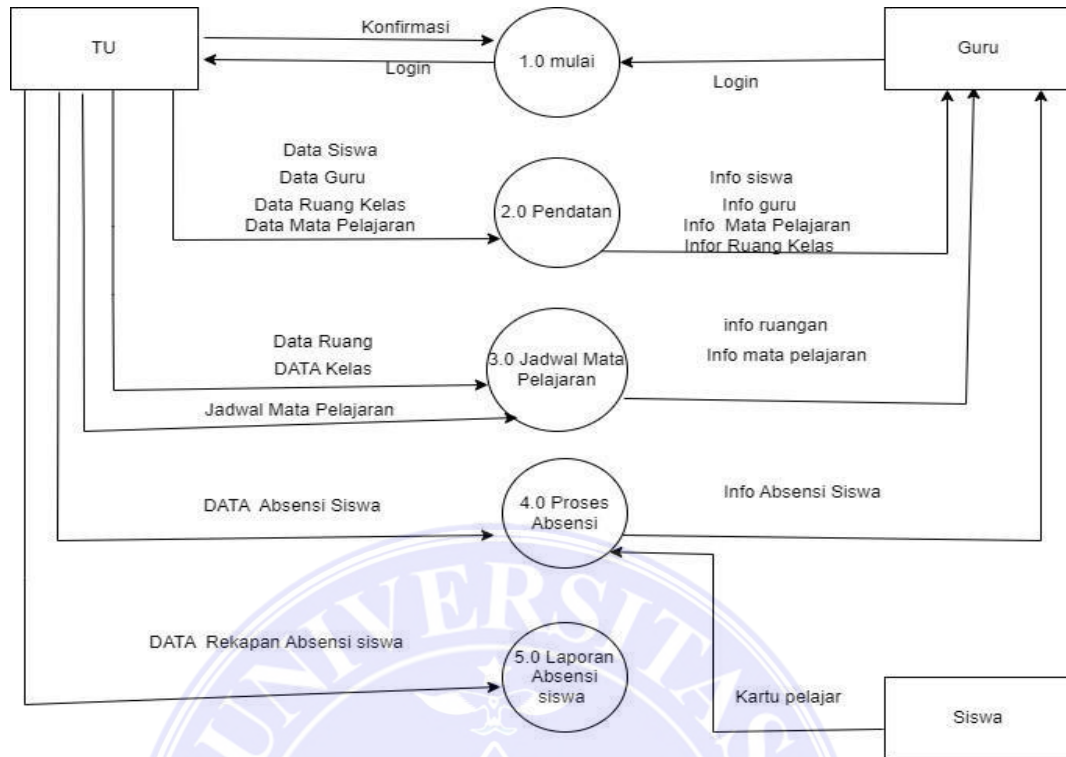 TU
Konfirmasi
Login
1.0 mulai
Login
Guru
Data Siswa
Data Guru
Data Ruang Kelas
Data Mata Pelajaran
2.0 Pendatan
Info siswa
Info guru
Info Mata Pelajaran
Infor Ruang Kelas
Data Ruang
DATA Kelas
Jadwal Mata Pelajaran
3.0 Jadwal Mata
Pelajaran
info ruangan
Info mata pelajaran
DATA Absensi Siswa
4.0 Proses
Absensi
Info Absensi Siswa
DATA Rekapan Absensi siswa
5.0 Laporan
Absensi
siswa
Kartu pelajar
Siswa
UNIVERSITAS